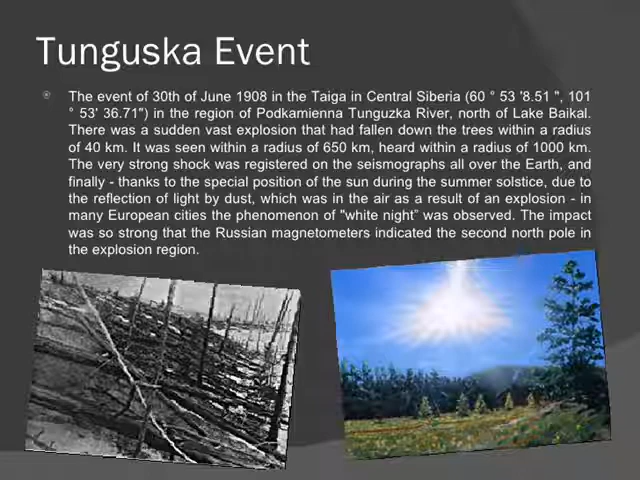 Tunguska Event
The event of 30th of June 1908 in the Taiga in Central Siberia (60 ° 53 '8.51 ", 101
° 53' 36.71") in the region of Podkamienna Tunguzka River, north of Lake Baikal.
There was a sudden vast explosion that had fallen down the trees within a radius
of 40 km. It was seen within a radius of 650 km, heard within a radius of 1000 km.
The very strong shock was registered on the seismographs all over the Earth, and
finally - thanks to the special position of the sun during the summer solstice, due to
the reflection of light by dust, which was in the air as a result of an explosion - in
many European cities the phenomenon of "white night" was observed. The impact
was so strong that the Russian magnetometers indicated the second north pole in
the explosion region.